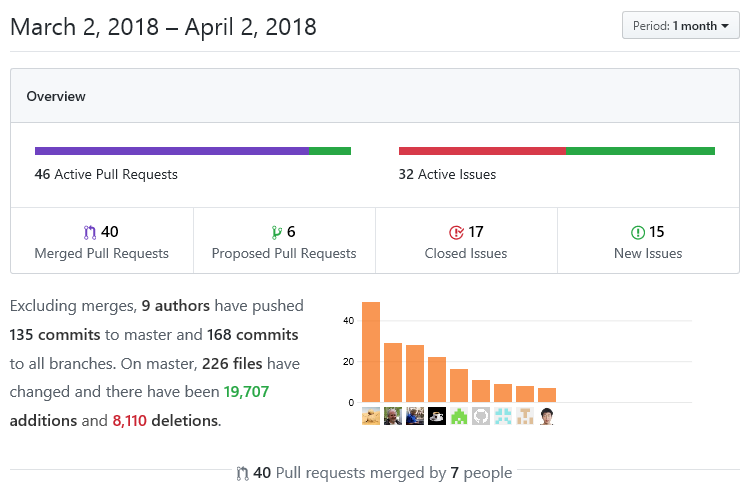 March 2, 2018 – April 2, 2018
Period: 1 month
Overview
46 Active Pull Requests
32 Active Issues
40
Merged Pull Requests
6
Proposed Pull Requests
17
Closed Issues
15
New Issues
Excluding merges, 9 authors have pushed
135 commits to master and 168 commits
to all branches. On master, 226 files have
changed and there have been 19,707
additions and 8,110 deletions.
40
20
0
40 Pull requests merged by 7 people